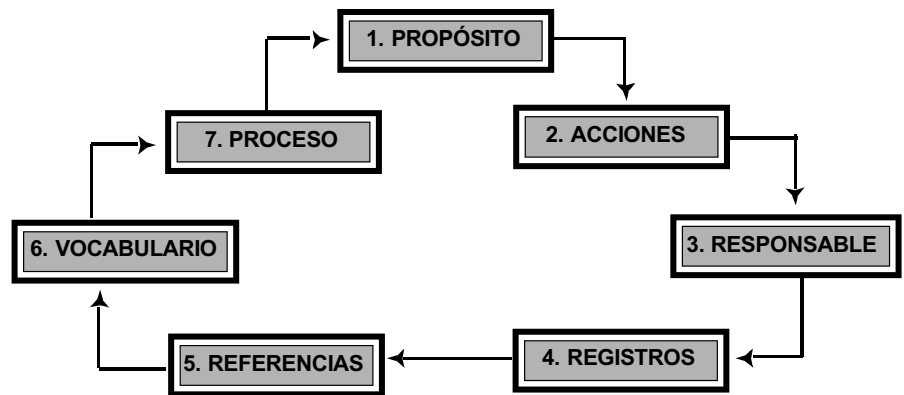 1. PROPÓSITO
2. ACCIONES
3. RESPONSABLE
4. REGISTROS
5. REFERENCIAS
6. VOCABULARIO
7. PROCESO